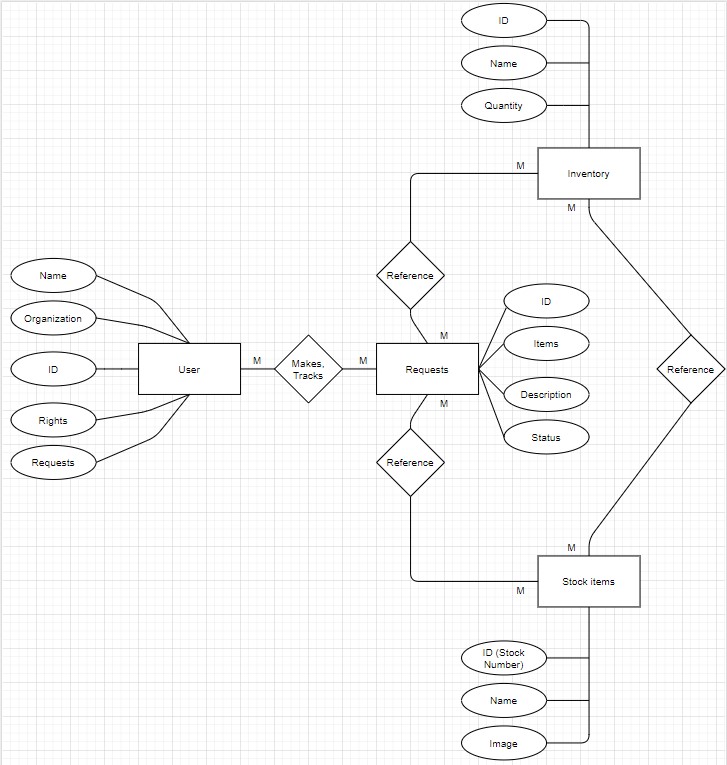 ID
Name
Quantity
M
Inventory
M
Reference
Name
Organization
ID
Rights
Requests
User
M
Makes,
Tracks
M
M
Requests
M
ID
Items
Description
Status
Reference
Reference
M
Stock items
M
ID (Stock
Number)
Name
Image